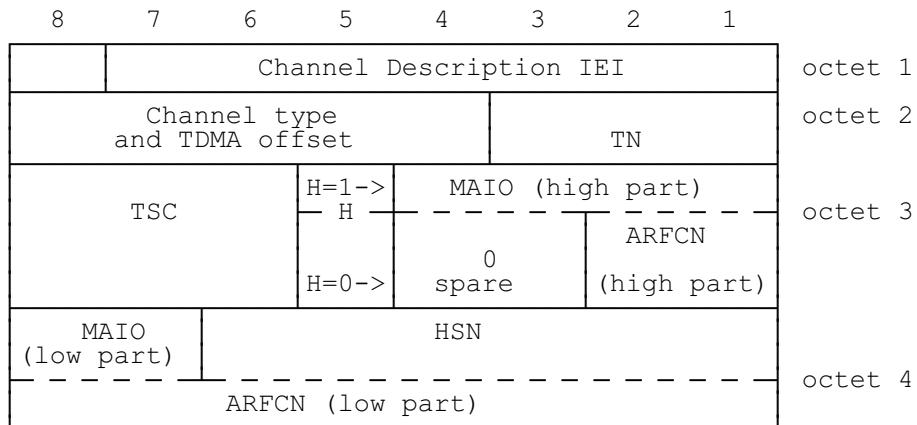 8 7 6 5 4 3 2 1
Channel Description IEI octet 1
Channel type octet 2
and TDMA offset TN
H=1-> MAIO (high part)
TSC H octet 3
ARFCN
0
H=0-> spare (high part)
MAIO HSN
(low part)
octet 4
ARFCN (low part)